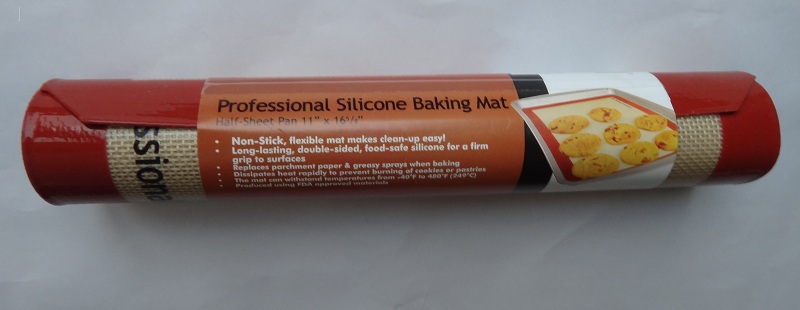 Professional Silicone Baking Mat
Half-Sheet Pan 11" x 16½"
• Non-Stick, flexible mat makes clean-up easy!
• Long-lasting, double-sided, food-safe silicone for a firm
grip to surfaces
• Replaces parchment paper & greasy sprays when baking
• Dissipates heat rapidly to prevent burning of cookies or pastries
• The mat can withstand temperatures from -40°F to 480°F (249°C)
• Produced using FDA approved materials
ssiona